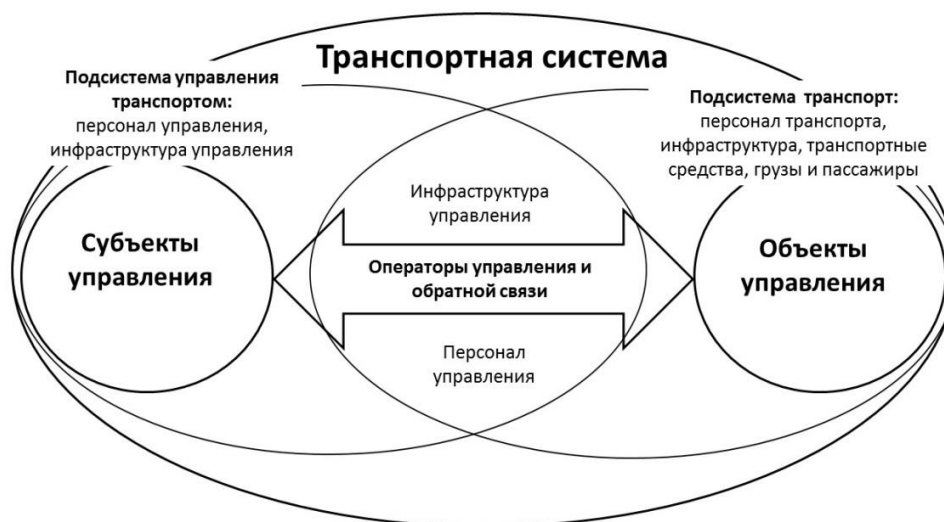 Транспортная система
Подсистема управления
транспортом:
персонал управления,
инфраструктура управления
Подсистема транспорт:
персонал транспорта,
инфраструктура, транспортные
средства, грузы и пассажиры
Инфраструктура
управления
Субъекты
управления
Операторы управления и
обратной связи
Объекты
управления
Персонал
управления